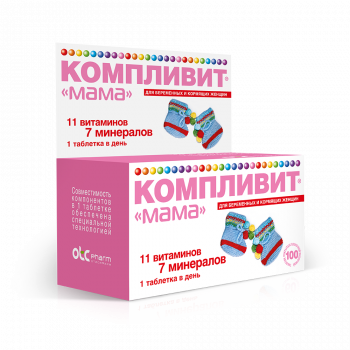 КОМПЛИВИТ®
«мама»
ДЛЯ БЕРЕМЕННЫХ И КОРМЯЩИХ ЖЕНЩИН
11 витаминов
7 минералов
1 таблетка в день
КОМПЛИВИТ®
«мама»
ДЛЯ БЕРЕМЕННЫХ И КОРМЯЩИХ ЖЕНЩИН
11 витаминов
7 минералов
1 таблетка в день
100
Совместимость
компонентов
в 1 таблетке
обеспечена
специальной
технологией
OTC
Pharm